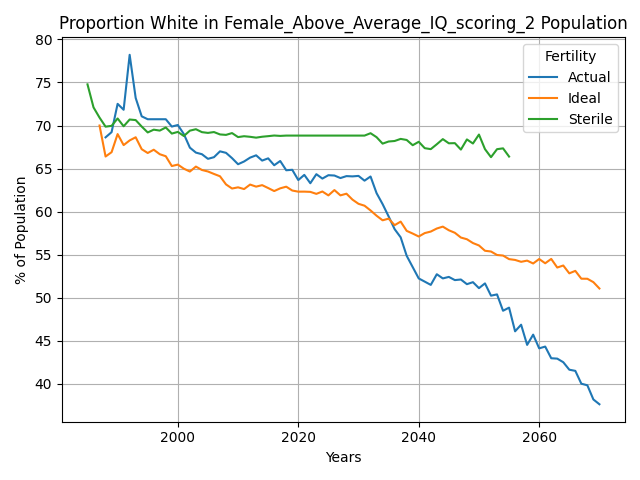 Proportion White in Female_Above_Average_IQ_scoring_2 Population
80
75
70
65
60
55
50
45
40
% of Population
Fertility
Actual
Ideal
Sterile
2000 2020 2040 2060
Years